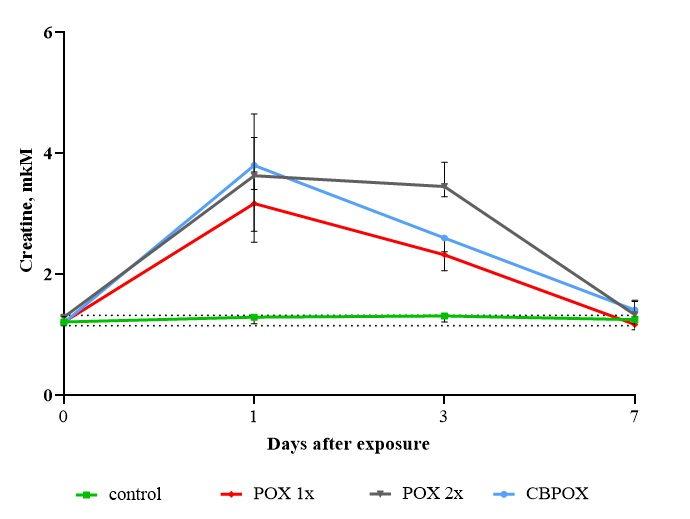 6
4
2
0
Creatine, mkM
0 1 3 7
Days after exposure
control POX 1x POX 2x CBPOX